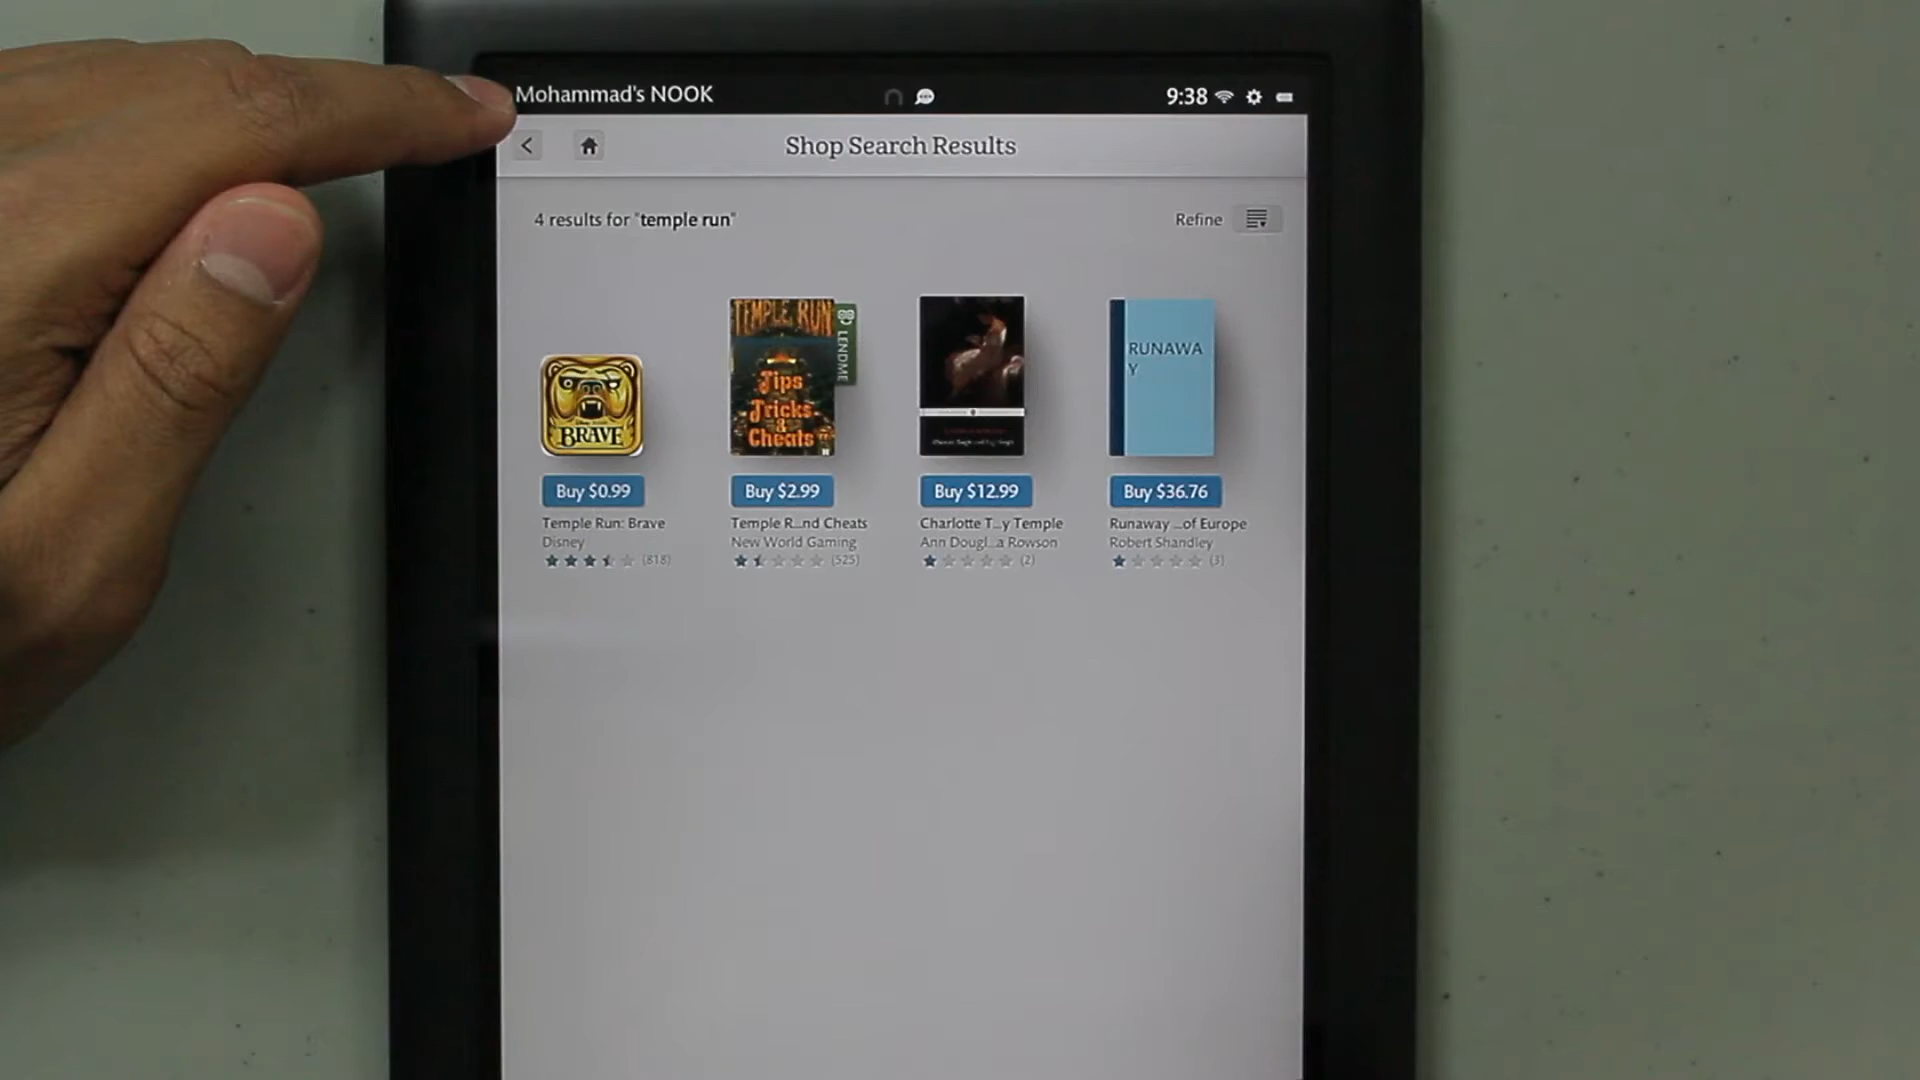 Mohammad's NOOK
9:38
Shop Search Results
4 results for "temple run"
Refine
BRAVE
TEMPLE RUN
LENDME
Tips
Tricks
&
Cheats
RUNAWA
Y
Buy $0.99
Buy $2.99
Buy $12.99
Buy $36.76
Temple Run: Brave
Temple R...nd Cheats
Charlotte T...y Temple
Runaway ...of Europe
Disney
New World Gaming
Ann Dougl...a Rowson
Robert Shandley
(818)
(525)
(2)
(3)